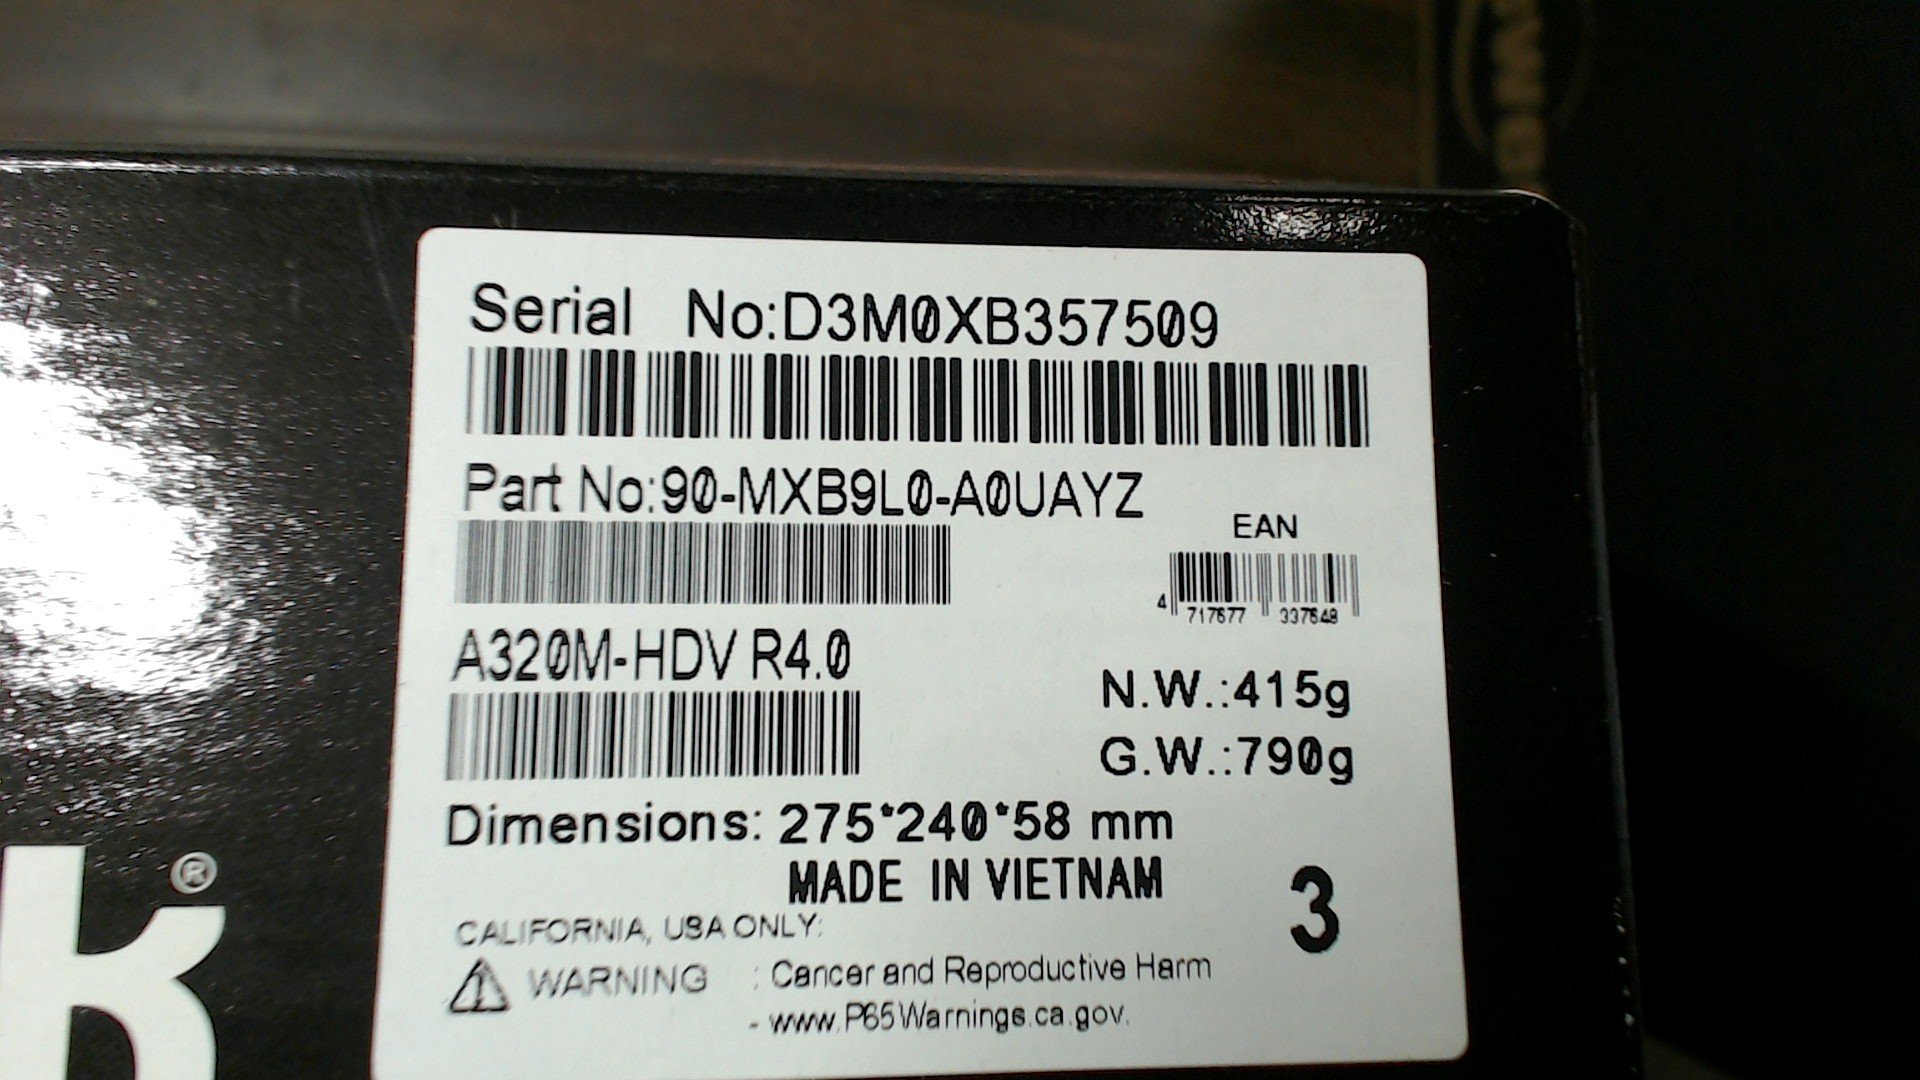 Serial No:D3M0XB357509
Part No:90-MXB9L0-A0UAYZ
EAN
4 717677 337648
A320M-HDV R4.0
N.W.:415g
G.W.:790g
Dimensions: 275*240*58 mm
MADE IN VIETNAM
3
CALIFORNIA, USA ONLY:
WARNING : Cancer and Reproductive Harm
- www.P65Warnings.ca.gov.
k®